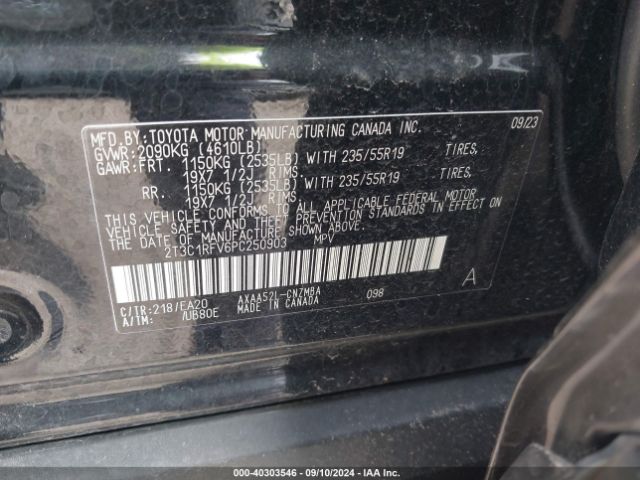 MFD.BY:TOYOTA MOTOR MANUFACTURING CANADA INC. 09/23
GVWR:2090KG (4610LB)
GAWR:FRT. 1150KG (2535LB) WITH 235/55R19 TIRES,
19X7 1/2J RIMS
RR. 1150KG (2535LB) WITH 235/55R19 TIRES,
19X7 1/2J RIMS
THIS VEHICLE CONFORMS TO ALL APPLICABLE FEDERAL MOTOR
VEHICLE SAFETY AND THEFT PREVENTION STANDARDS IN EFFECT ON
THE DATE OF MANUFACTURE SHOWN ABOVE.
2T3C1RFV6PC250903 MPV
C/TR:218/EA20 AXAA52L-CNZMBA 098 A
A/TM: /UB80E MADE IN CANADA
000-40303546 - 09/10/2024 - IAA Inc.